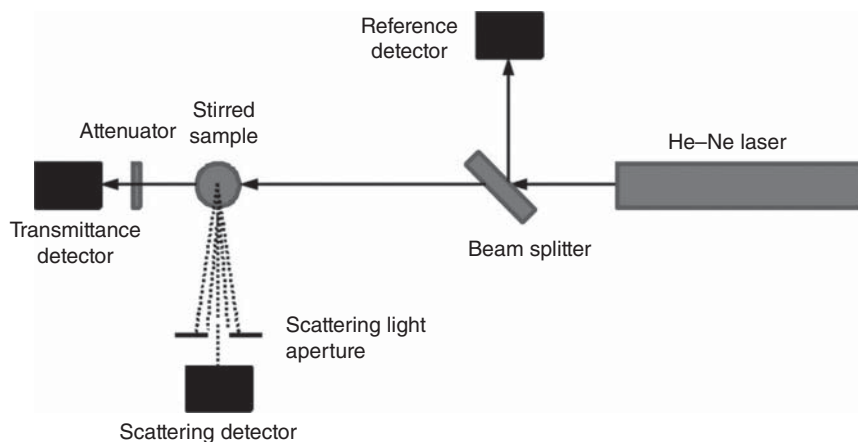 Reference
detector
Stirred
sample
Attenuator
He–Ne laser
Transmittance
detector
Beam splitter
Scattering light
aperture
Scattering detector